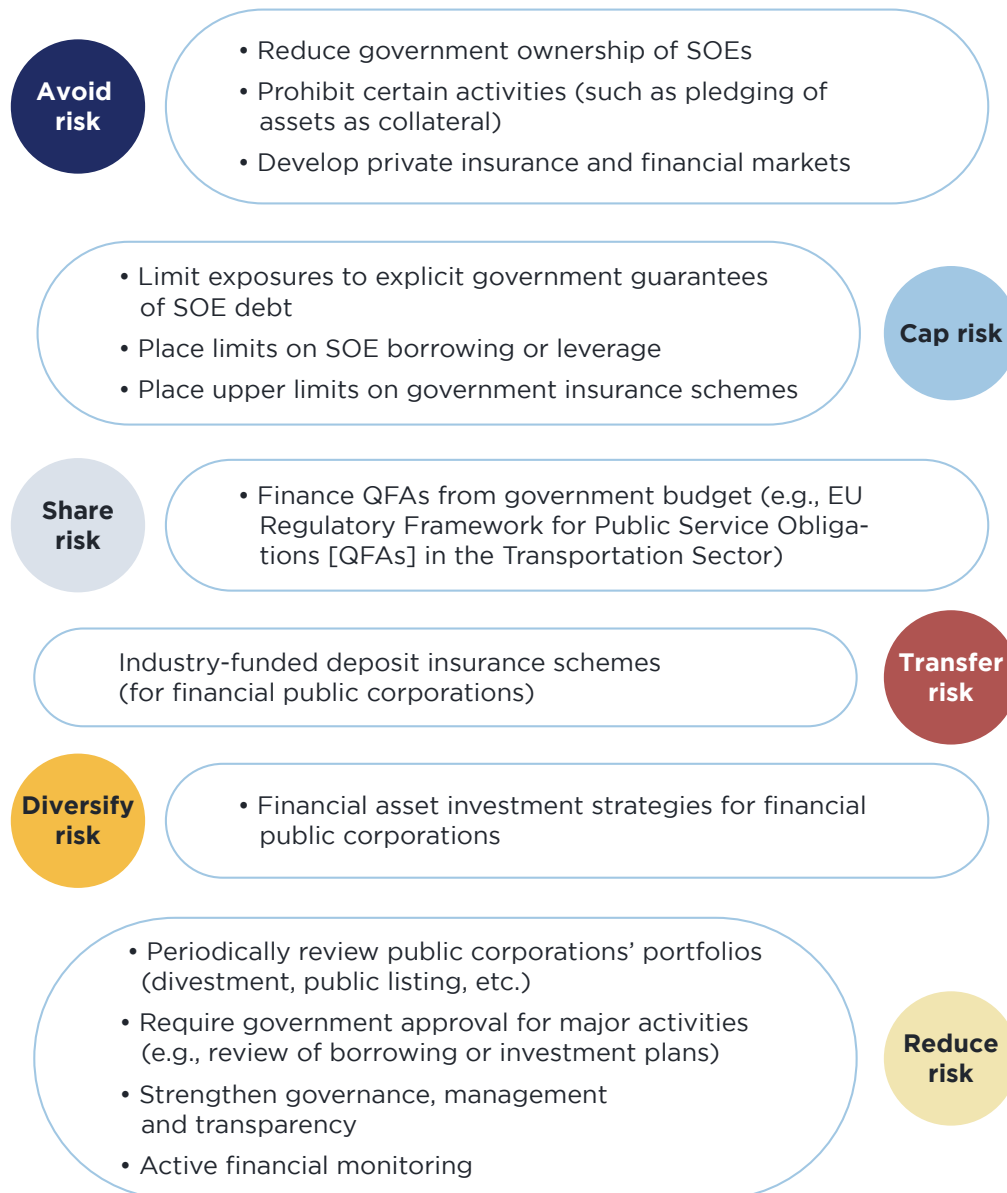 Avoid
risk
• Reduce government ownership of SOEs
• Prohibit certain activities (such as pledging of
assets as collateral)
• Develop private insurance and financial markets
• Limit exposures to explicit government guarantees
of SOE debt
• Place limits on SOE borrowing or leverage
• Place upper limits on government insurance schemes
Cap risk
Share
risk
• Finance QFAs from government budget (e.g., EU
Regulatory Framework for Public Service Obliga-
tions [QFAs] in the Transportation Sector)
Industry-funded deposit insurance schemes
(for financial public corporations)
Transfer
risk
Diversify
risk
• Financial asset investment strategies for financial
public corporations
• Periodically review public corporations’ portfolios
(divestment, public listing, etc.)
• Require government approval for major activities
(e.g., review of borrowing or investment plans)
• Strengthen governance, management
and transparency
• Active financial monitoring
Reduce
risk